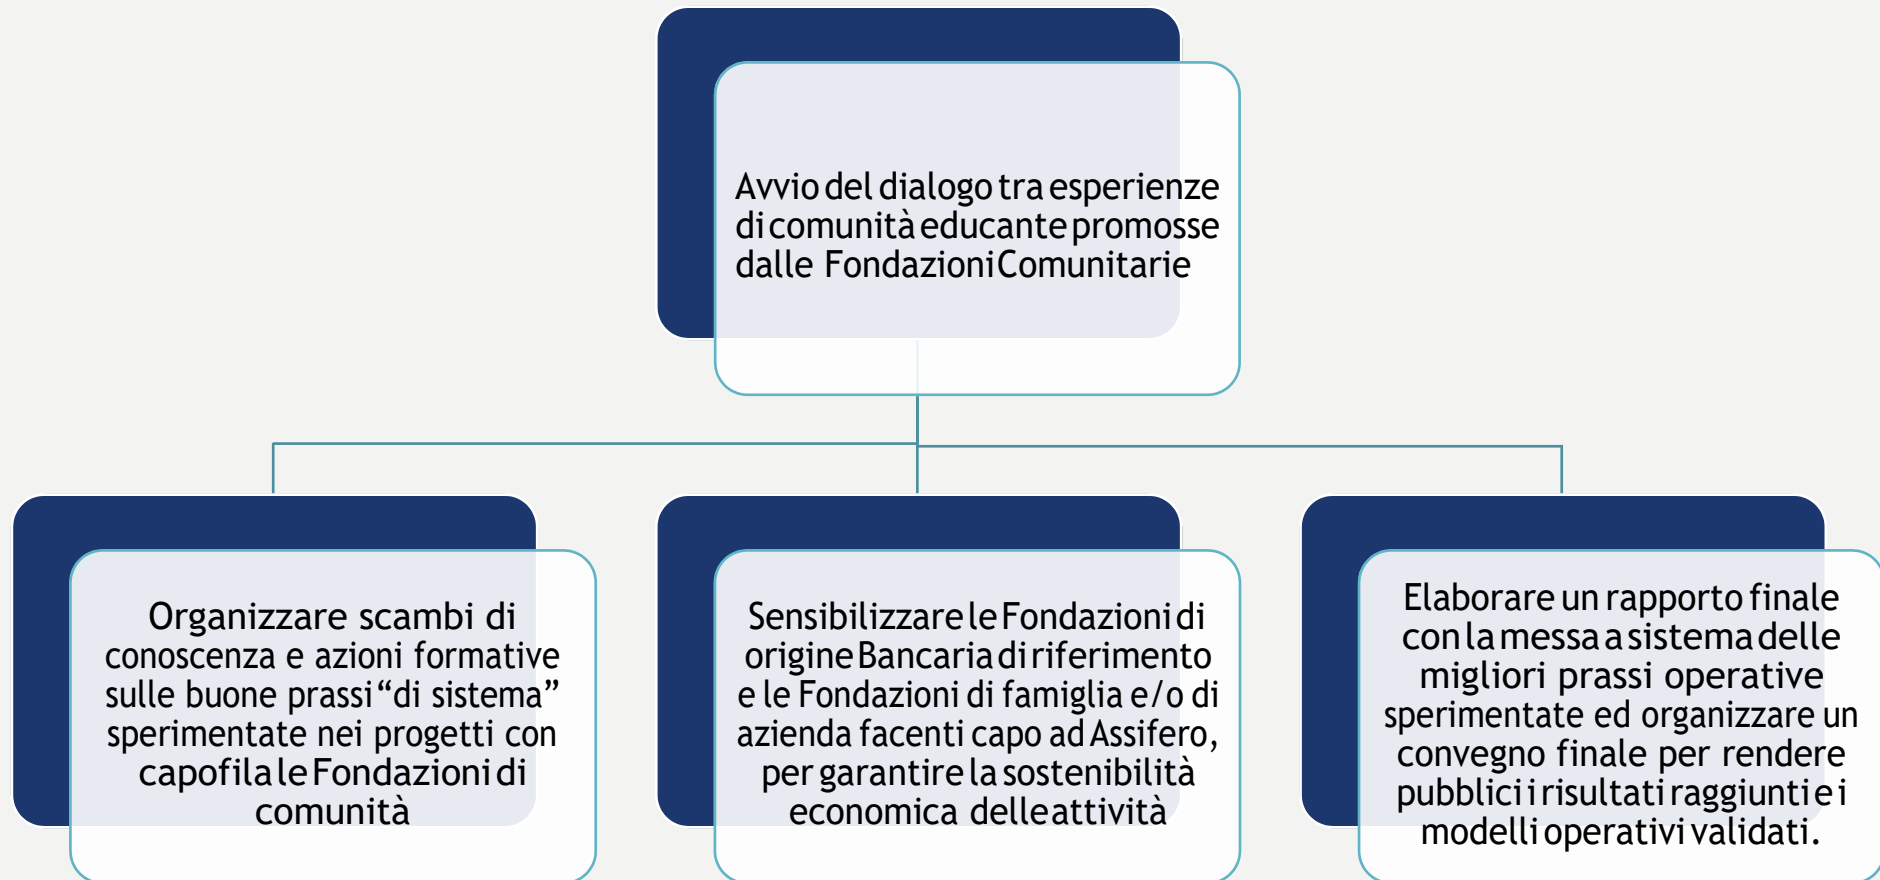 Avvio del dialogo tra esperienze
di comunità educante promosse
dalle Fondazioni Comunitarie
Organizzare scambi di
conoscenza e azioni formative
sulle buone prassi “di sistema”
sperimentate nei progetti con
capofila le Fondazioni di
comunità
Sensibilizzare le Fondazioni di
origine Bancaria di riferimento
e le Fondazioni di famiglia e/o di
azienda facenti capo ad Assifero,
per garantire la sostenibilità
economica delle attività
Elaborare un rapporto finale
con la messa a sistema delle
migliori prassi operative
sperimentate ed organizzare un
convegno finale per rendere
pubblici i risultati raggiunti e i
modelli operativi validati.